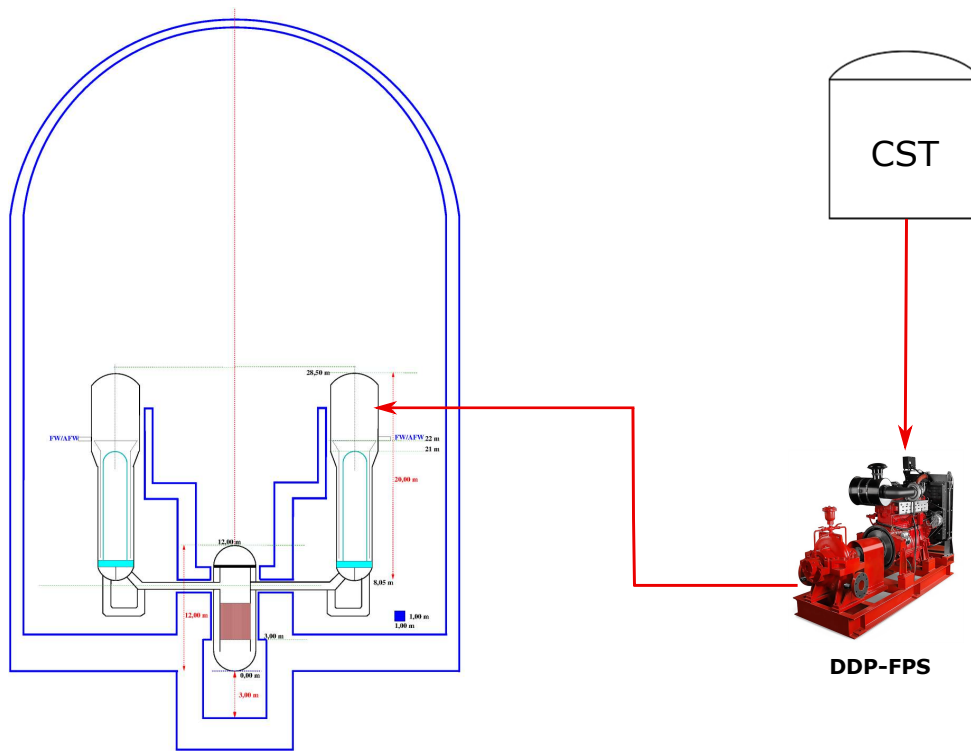 CST
28,50 m
FW/AFW
FW/AFW
22 m
21 m
20,00 m
12,00 m
8,05 m
12,00 m
1,00 m
1,00 m
3,00 m
0,00 m
3,00 m
DDP-FPS